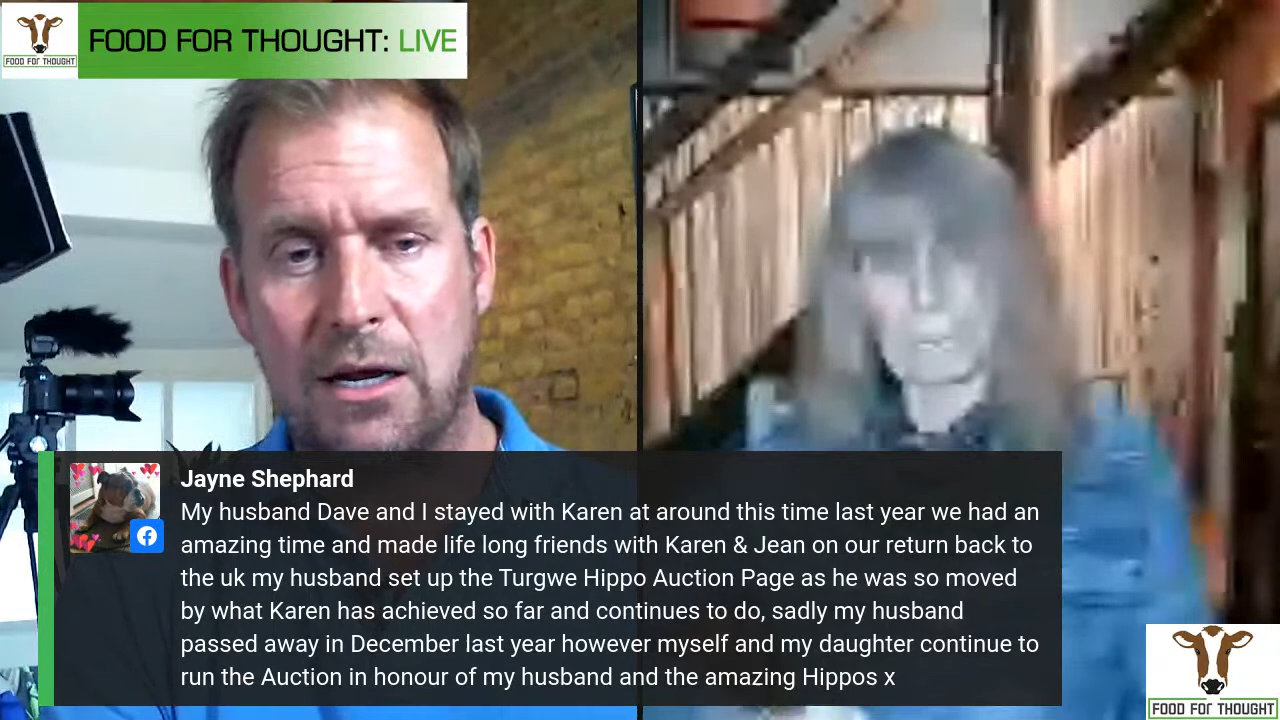 FOOD FOR THOUGHT
FOOD FOR THOUGHT: LIVE
Jayne Shephard
My husband Dave and I stayed with Karen at around this time last year we had an
amazing time and made life long friends with Karen & Jean on our return back to
the uk my husband set up the Turgwe Hippo Auction Page as he was so moved
by what Karen has achieved so far and continues to do, sadly my husband
passed away in December last year however myself and my daughter continue to
run the Auction in honour of my husband and the amazing Hippos x
FOOD FOR THOUGHT